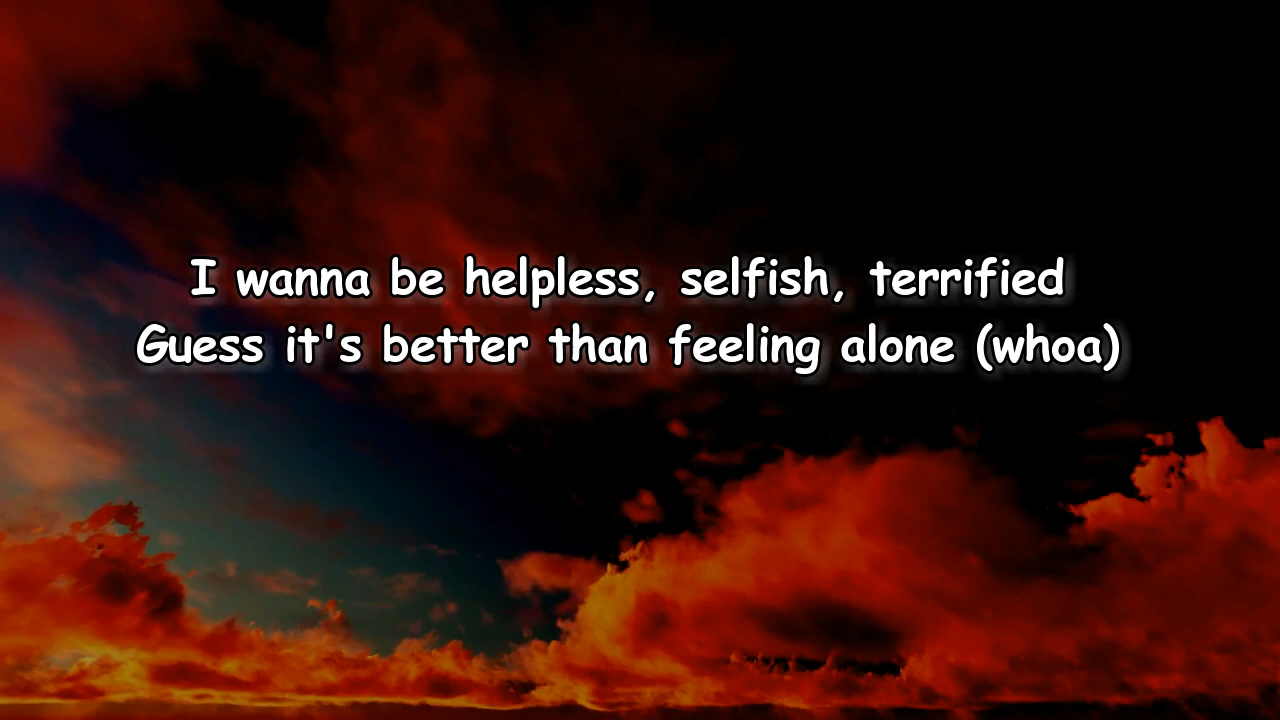 I wanna be helpless, selfish, terrified
Guess it's better than feeling alone (whoa)